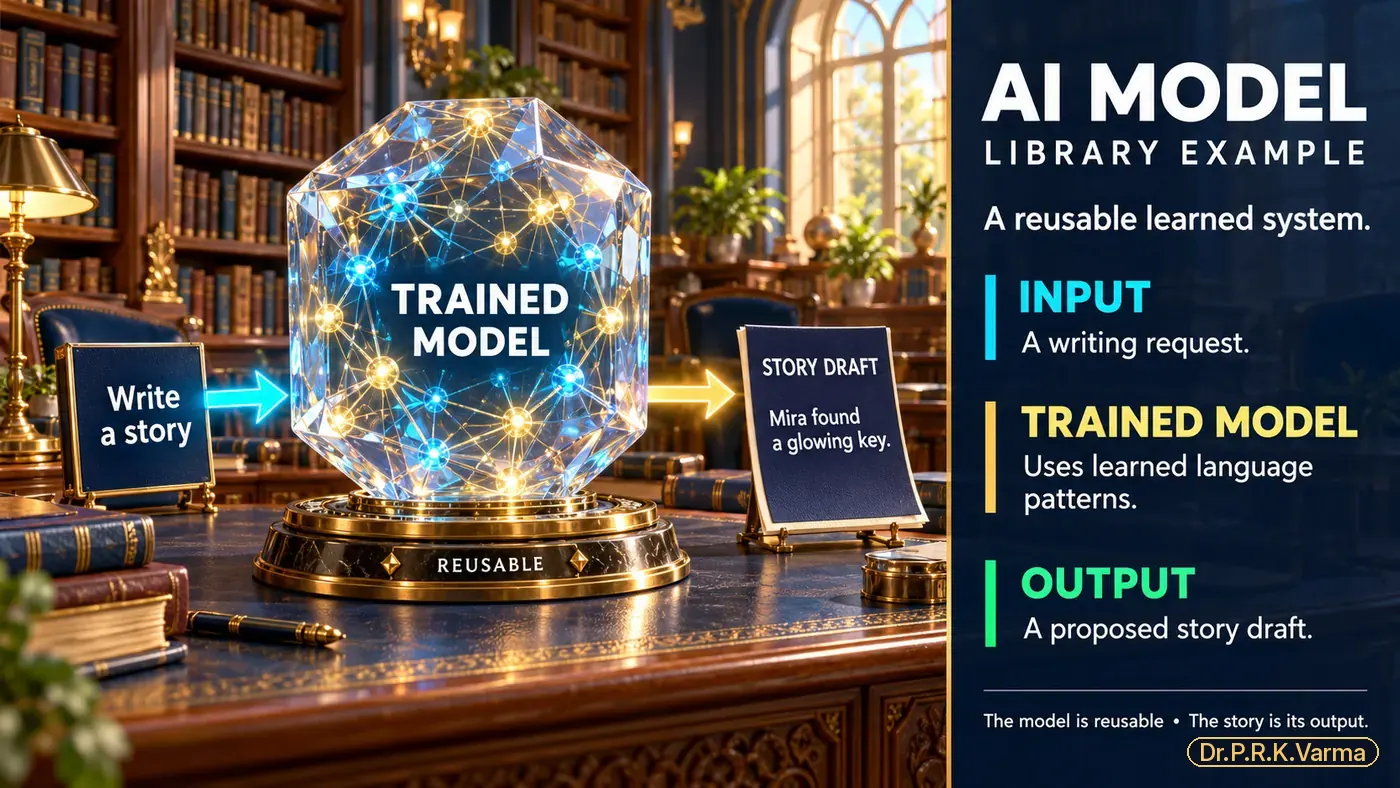 Write
a story
TRAINED
MODEL
REUSABLE
STORY DRAFT
Mira found
a glowing key.
AI MODEL
LIBRARY EXAMPLE
A reusable learned system.
INPUT
A writing request.
TRAINED MODEL
Uses learned language
patterns.
OUTPUT
A proposed story draft.
The model is reusable • The story is its output.
Dr.P.R.K.Varma